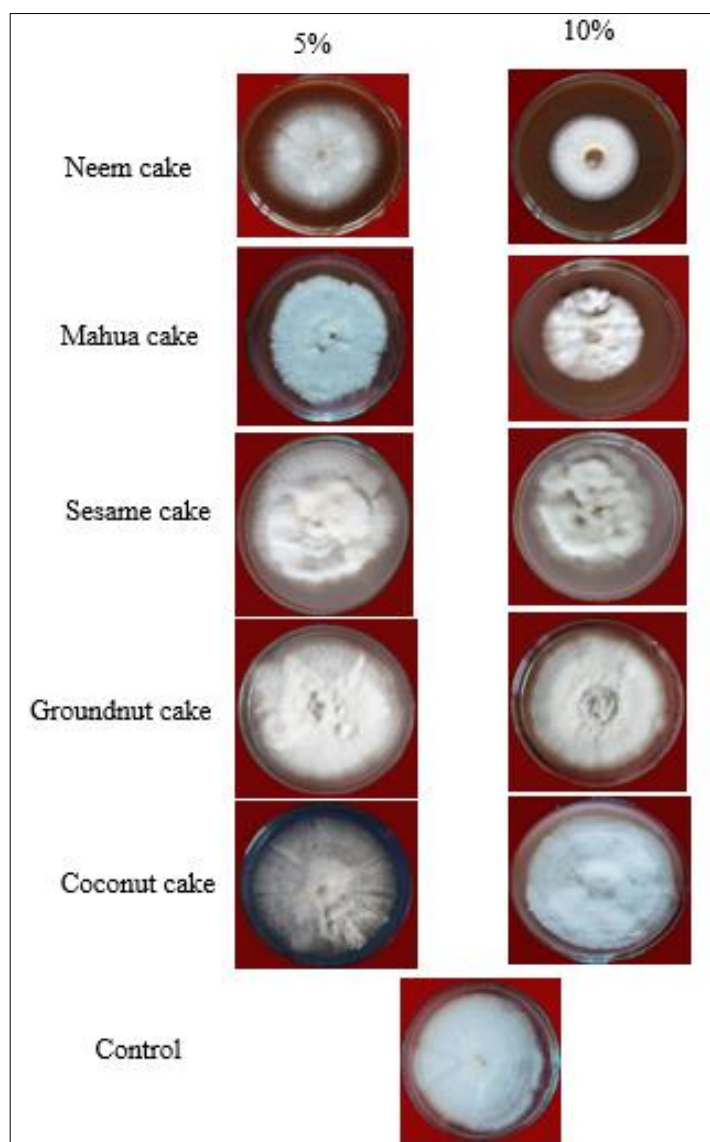 5%
10%
Neem cake
Mahua cake
Sesame cake
Groundnut cake
Coconut cake
Control